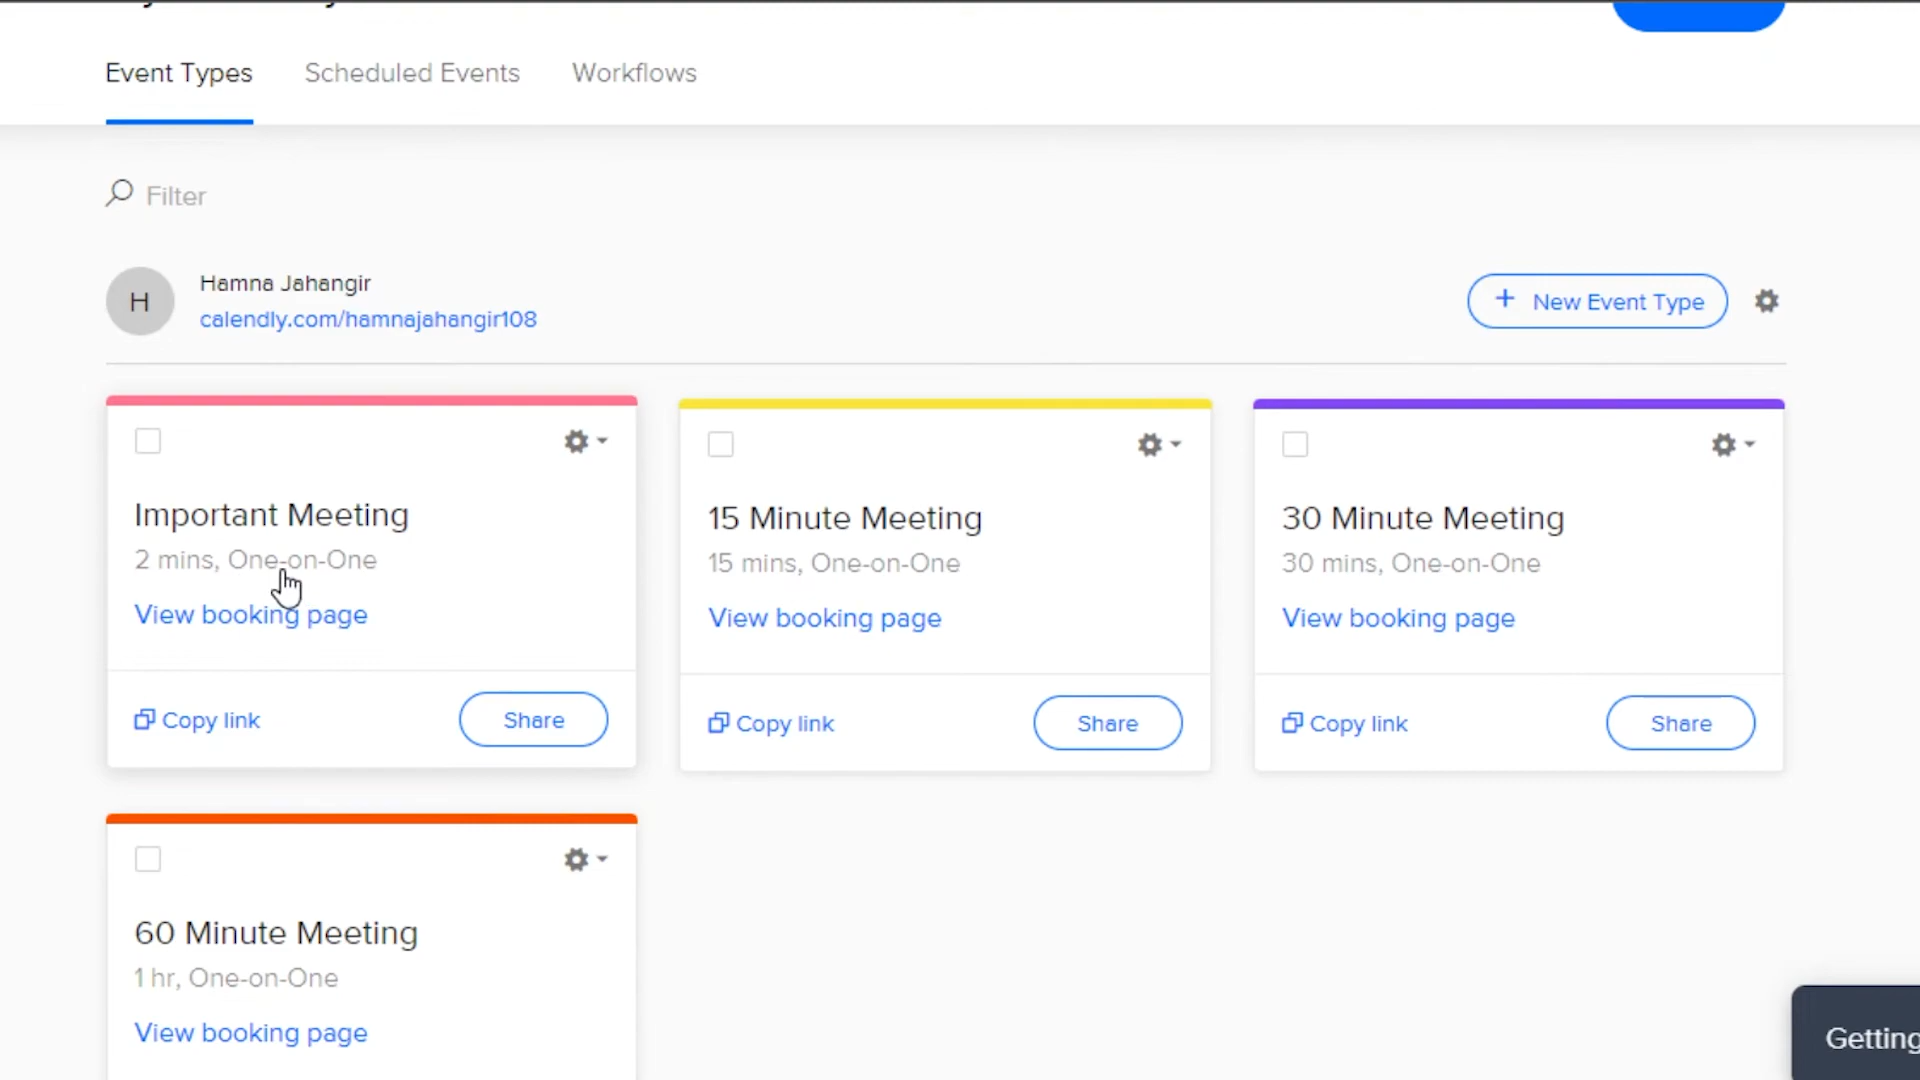 Event Types Scheduled Events Workflows
Filter
H
Hamna Jahangir
calendly.com/hamnajahangir108
+ New Event Type
Important Meeting
2 mins, One-on-One
View booking page
Copy link Share
15 Minute Meeting
15 mins, One-on-One
View booking page
Copy link Share
30 Minute Meeting
30 mins, One-on-One
View booking page
Copy link Share
60 Minute Meeting
1 hr, One-on-One
View booking page
Getting